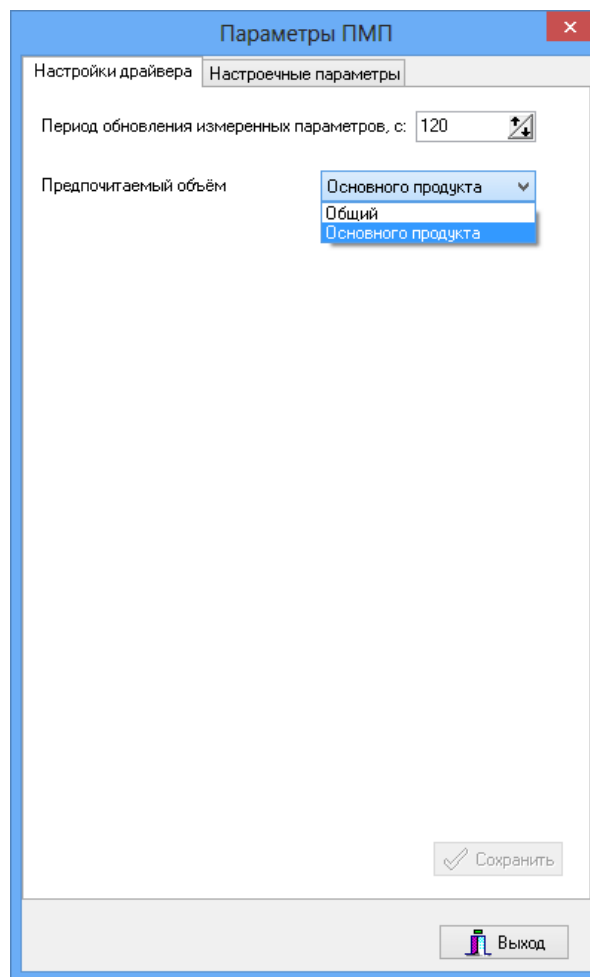 Параметры ПМП
Настройки драйвера Настроечные параметры
Период обновления измеренных параметров, с: 120
Предпочитаемый объём Основного продукта
Общий
Основного продукта
Сохранить
Выход